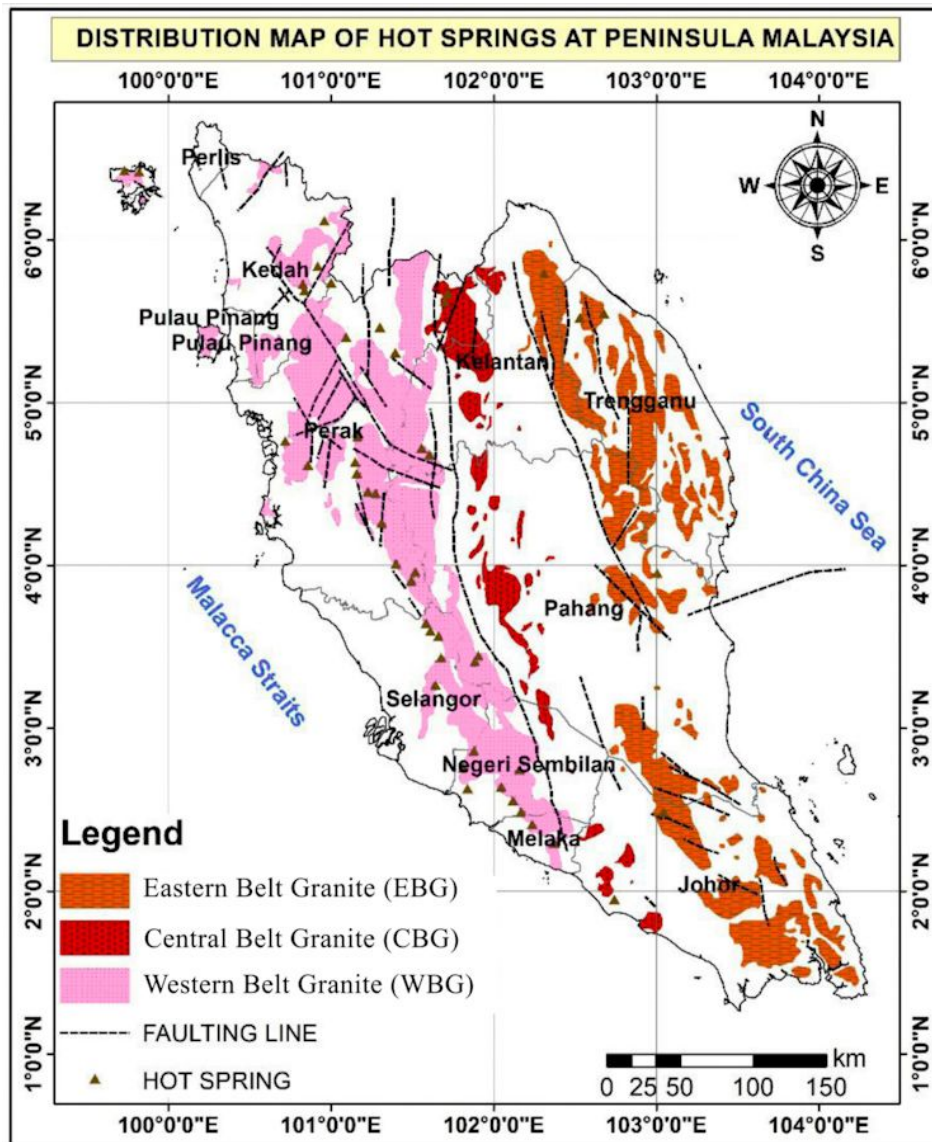 DISTRIBUTION MAP OF HOT SPRINGS AT PENINSULA MALAYSIA
100°0'0"E 101°0'0"E 102°0'0"E 103°0'0"E 104°0'0"E
N
W E
S
Perlis
6°0'0"N 6°0'0"N
Kedah
Pulau Pinang
Pulau Pinang
Kelantan
5°0'0"N 5°0'0"N
Trengganu
Perak
South China Sea
4°0'0"N 4°0'0"N
Pahang
Malacca Straits
Selangor
3°0'0"N 3°0'0"N
Negeri Sembilan
Melaka
Johor
2°0'0"N 2°0'0"N
Legend
Eastern Belt Granite (EBG)
Central Belt Granite (CBG)
Western Belt Granite (WBG)
FAULTING LINE
HOT SPRING
1°0'0"N 1°0'0"N
km
0 25 50 100 150
100°0'0"E 101°0'0"E 102°0'0"E 103°0'0"E 104°0'0"E